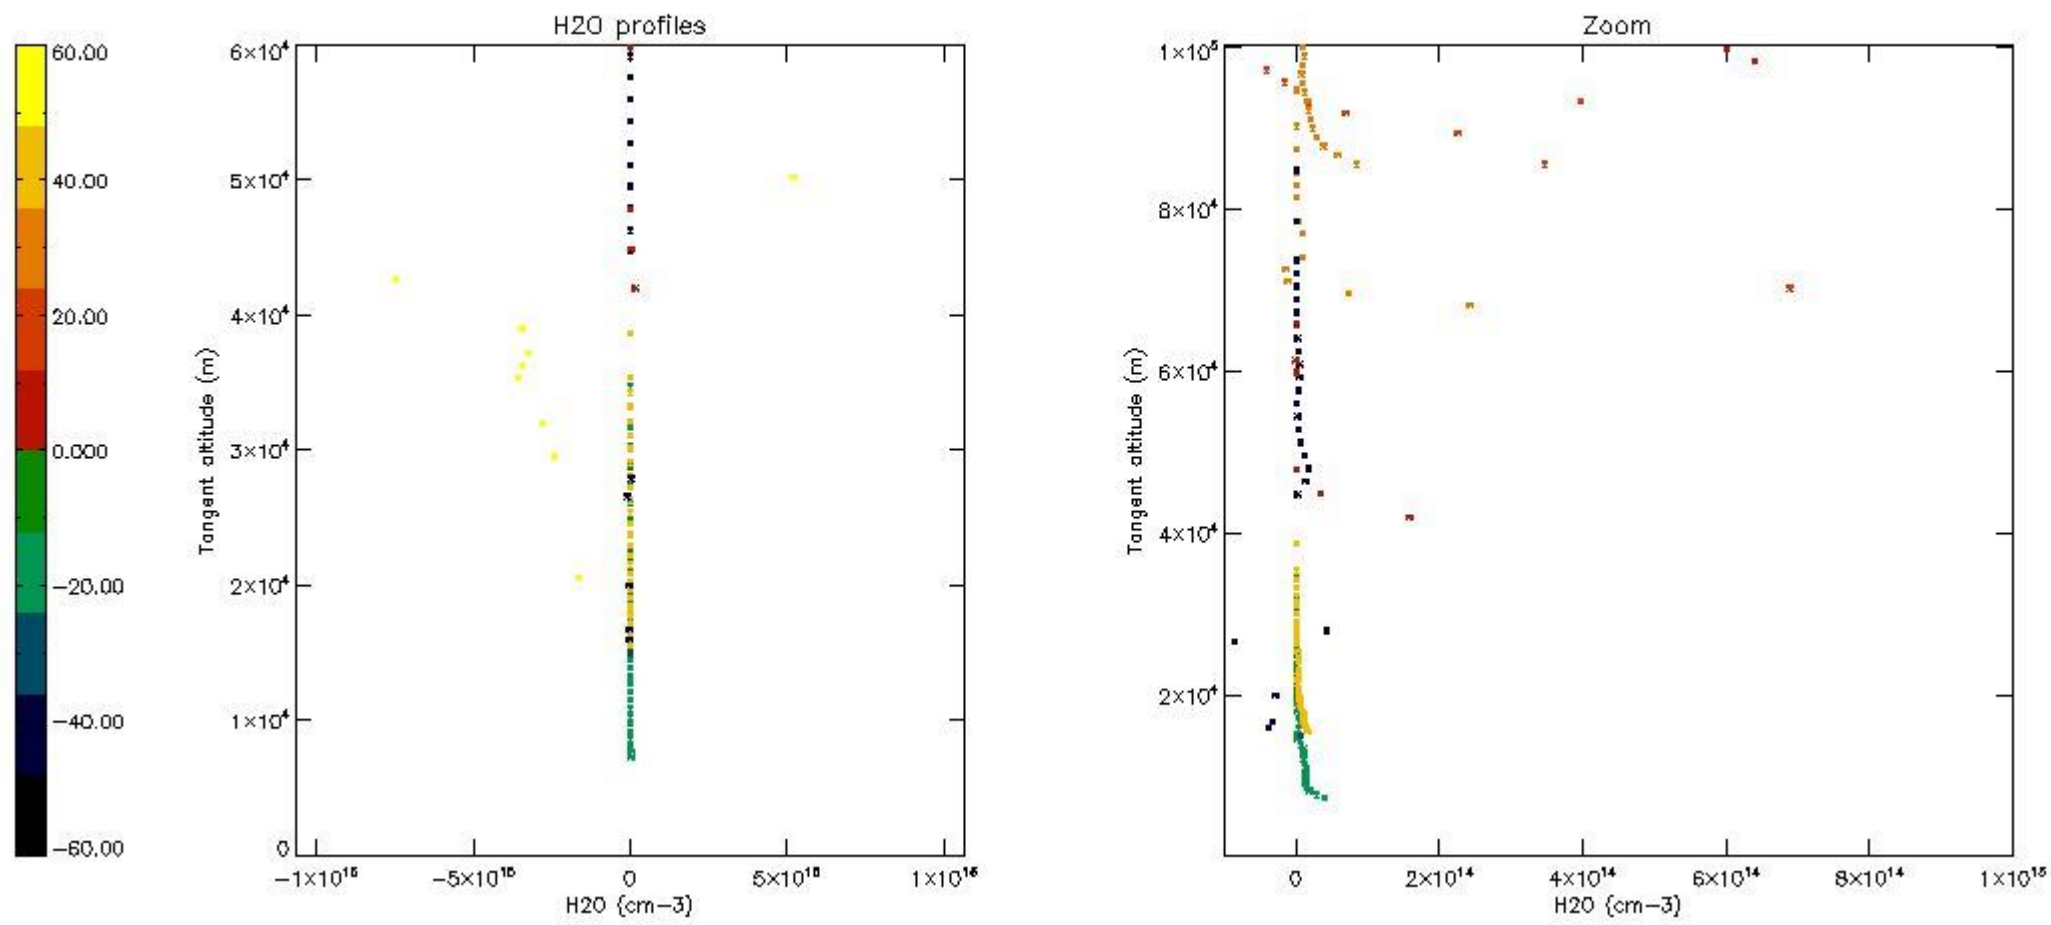 H2O profiles
60.00
40.00
20.00
0.000
−20.00
−40.00
−60.00
6×10⁴
5×10⁴
4×10⁴
3×10⁴
2×10⁴
1×10⁴
0
Tangent altitude (m)
−5×10¹⁵ 0 5×10¹⁵ 1×10¹⁶
H2O (cm−3)
Zoom
1×10⁵
8×10⁴
6×10⁴
4×10⁴
2×10⁴
Tangent altitude (m)
0 2×10¹⁴ 4×10¹⁴ 6×10¹⁴ 8×10¹⁴ 1×10¹⁵
H2O (cm−3)